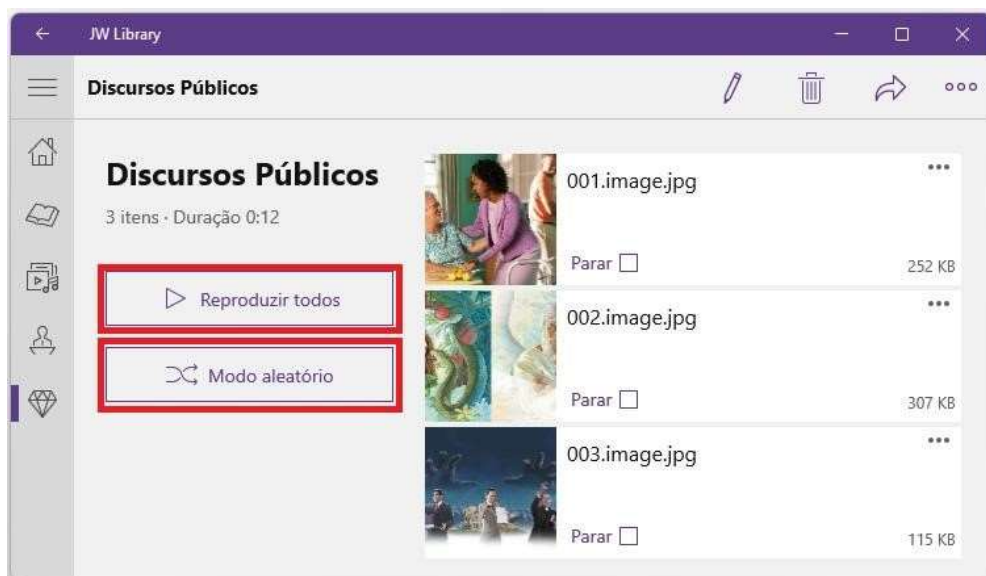 JW Library
Discursos Públicos
Discursos Públicos
3 itens · Duração 0:12
Reproduzir todos
Modo aleatório
001.image.jpg
Parar
252 KB
002.image.jpg
Parar
307 KB
003.image.jpg
Parar
115 KB